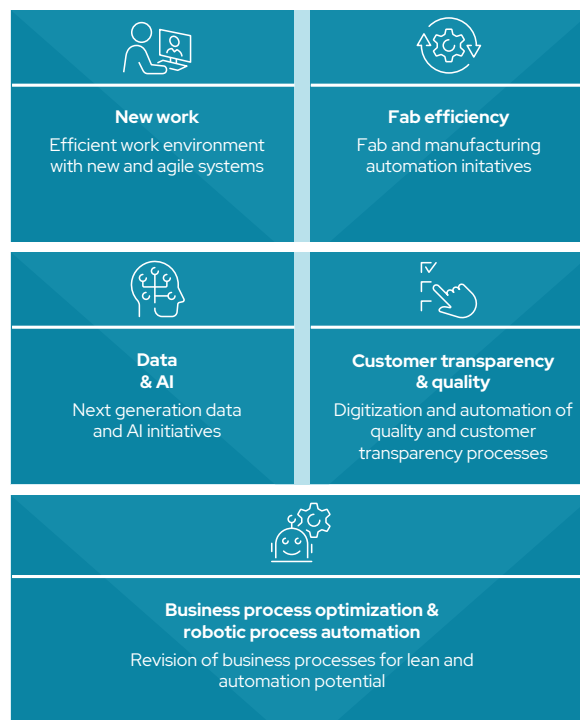 New work
Efficient work environment
with new and agile systems
Fab efficiency
Fab and manufacturing
automation initatives
Data
& AI
Next generation data
and AI initiatives
Customer transparency
& quality
Digitization and automation of
quality and customer
transparency processes
Business process optimization &
robotic process automation
Revision of business processes for lean and
automation potential